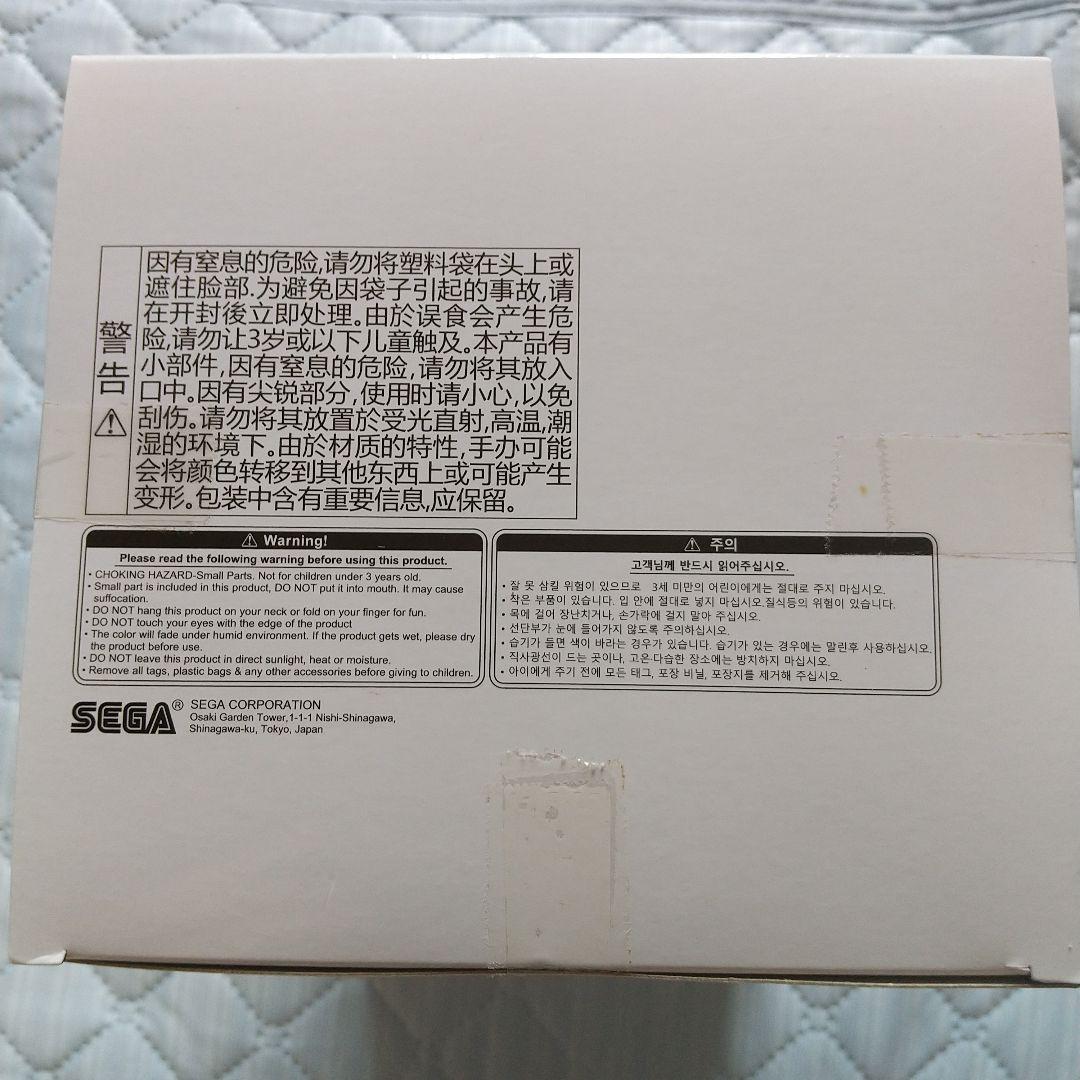 警告
因有窒息的危险,请勿将塑料袋在头上或
遮住脸部.为避免因袋子引起的事故,请
在开封後立即处理。由於误食会产生危
险,请勿让3岁或以下儿童触及。本产品有
小部件,因有窒息的危险,请勿将其放入
口中。因有尖锐部分,使用时请小心,以免
刮伤。请勿将其放置於受光直射,高温,潮
湿的环境下。由於材质的特性,手办可能
会将颜色转移到其他东西上或可能产生
变形。包装中含有重要信息,应保留。
Warning!
Please read the following warning before using this product.
• CHOKING HAZARD-Small Parts. Not for children under 3 years old.
• Small part is included in this product, DO NOT put it into mouth. It may cause
suffocation.
• DO NOT hang this product on your neck or fold on your finger for fun.
• DO NOT touch your eyes with the edge of the product
• The color will fade under humid environment. If the product gets wet, please dry
the product before use.
• DO NOT leave this product in direct sunlight, heat or moisture.
• Remove all tags, plastic bags & any other accessories before giving to children.
주의
고객님께 반드시 읽어주십시오.
• 잘 못 삼킬 위험이 있으므로 3세 미만의 어린이에게는 절대로 주지 마십시오.
• 착은 부품이 있습니다. 입 안에 절대로 넣지 마십시오.질식등의 위험이 있습니다.
• 목에 걸어 장난치거나, 손가락에 걸지 말아 주십시오.
• 선단부가 눈에 들어가지 않도록 주의하십시오.
• 습기가 들면 색이 바라는 경우가 있습니다. 습기가 있는 경우에는 말린후 사용하십시오.
• 직사광선이 드는 곳이나, 고온·다습한 장소에는 방치하지 마십시오.
• 아이에게 주기 전에 모든 태그, 포장 비닐, 포장지를 제거해 주십시오.
SEGA® SEGA CORPORATION
Osaki Garden Tower,1-1-1 Nishi-Shinagawa,
Shinagawa-ku, Tokyo, Japan